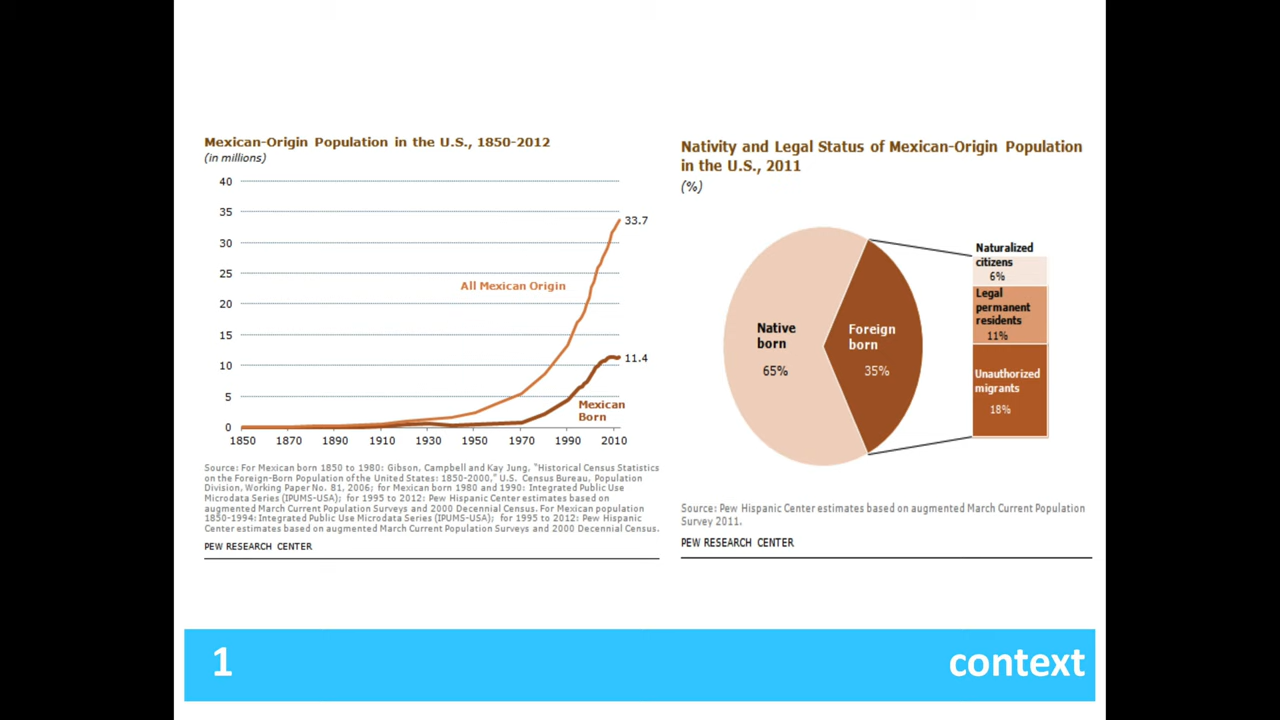 Mexican-Origin Population in the U.S., 1850-2012
(in millions)
40
35
30
25
20
15
10
5
0
33.7
All Mexican Origin
11.4
Mexican
Born
1850 1870 1890 1910 1930 1950 1970 1990 2010
Source: For Mexican born 1850 to 1980: Gibson, Campbell and Kay Jung, "Historical Census Statistics
on the Foreign-Born Population of the United States: 1850-2000," U.S. Census Bureau, Population
Division, Working Paper No. 81, 2006; for Mexican born 1980 and 1990: Integrated Public Use
Microdata Series (IPUMS-USA); for 1995 to 2012: Pew Hispanic Center estimates based on
augmented March Current Population Surveys and 2000 Decennial Census. For Mexican population
1850-1994: Integrated Public Use Microdata Series (IPUMS-USA); for 1995 to 2012: Pew Hispanic
Center estimates based on augmented March Current Population Surveys and 2000 Decennial Census.
PEW RESEARCH CENTER
Nativity and Legal Status of Mexican-Origin Population
in the U.S., 2011
(%)
Native
born
65%
Foreign
born
35%
Naturalized
citizens
6%
Legal
permanent
residents
11%
Unauthorized
migrants
18%
Source: Pew Hispanic Center estimates based on augmented March Current Population
Survey 2011.
PEW RESEARCH CENTER
1
context